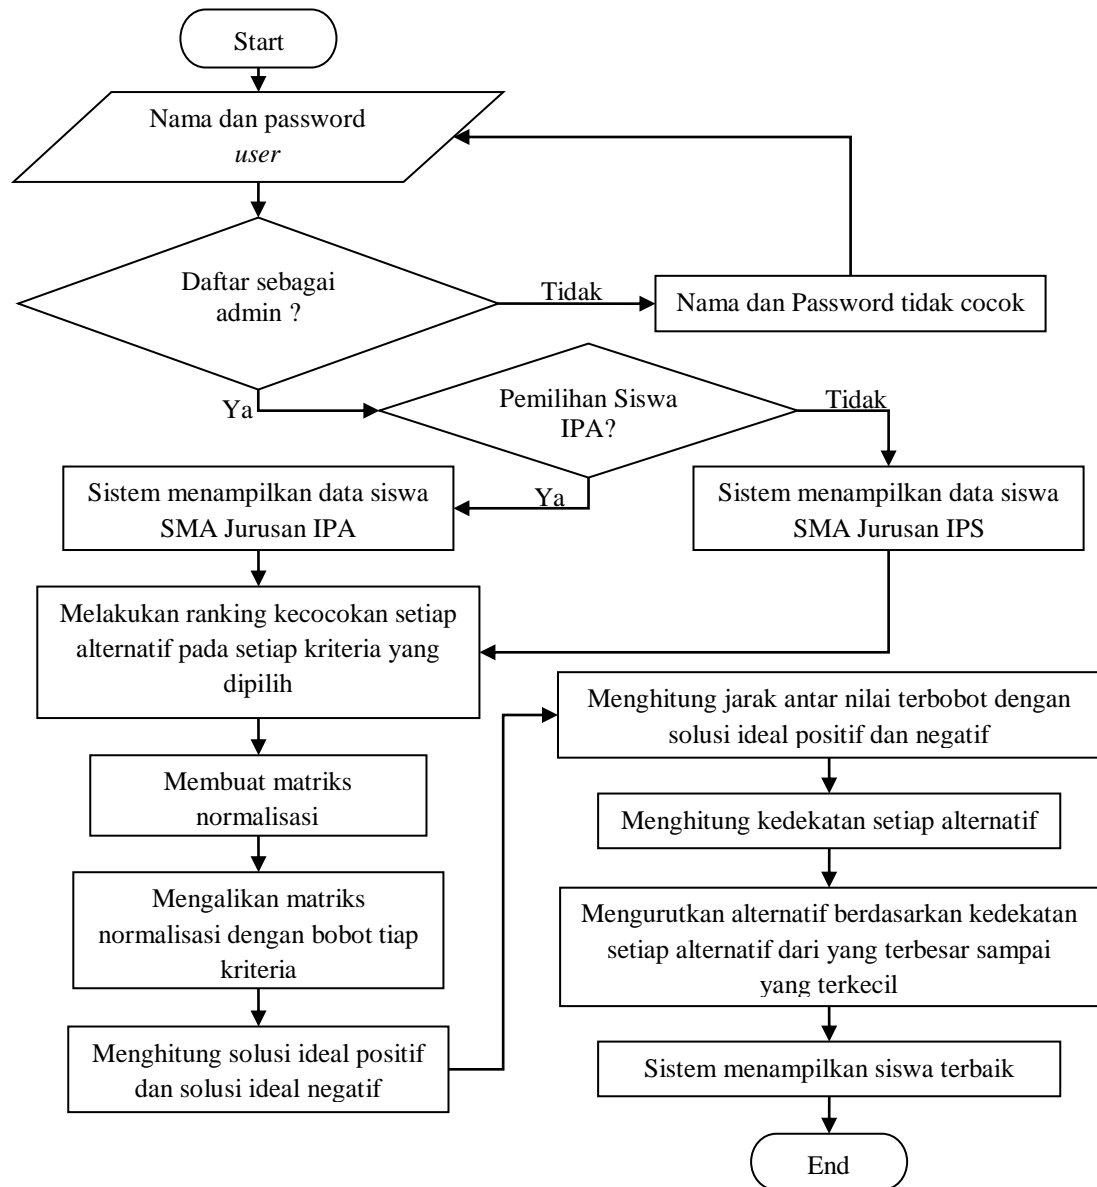 Start
Nama dan password
user
Daftar sebagai
admin ?
Tidak
Nama dan Password tidak cocok
Ya
Pemilihan Siswa
IPA?
Tidak
Ya
Sistem menampilkan data siswa
SMA Jurusan IPA
Sistem menampilkan data siswa
SMA Jurusan IPS
Melakukan ranking kecocokan setiap
alternatif pada setiap kriteria yang
dipilih
Membuat matriks
normalisasi
Mengalikan matriks
normalisasi dengan bobot tiap
kriteria
Menghitung solusi ideal positif
dan solusi ideal negatif
Menghitung jarak antar nilai terbobot dengan
solusi ideal positif dan negatif
Menghitung kedekatan setiap alternatif
Mengurutkan alternatif berdasarkan kedekatan
setiap alternatif dari yang terbesar sampai
yang terkecil
Sistem menampilkan siswa terbaik
End